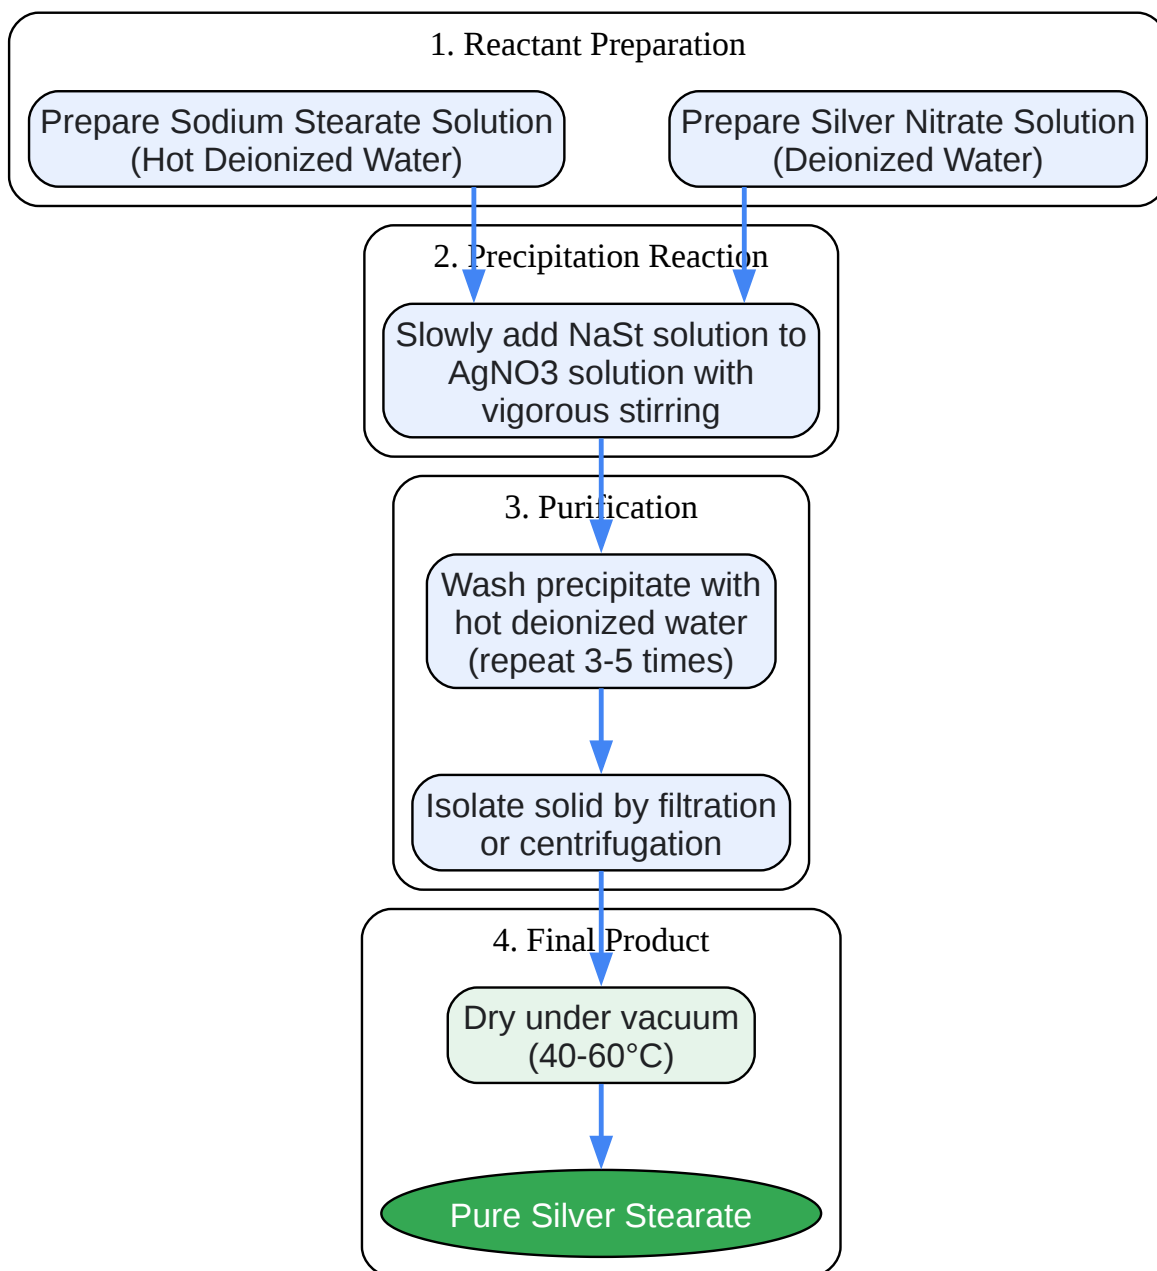 1. Reactant Preparation
Prepare Sodium Stearate Solution
(Hot Deionized Water)
Prepare Silver Nitrate Solution
(Deionized Water)
2. Precipitation Reaction
Slowly add NaSt solution to
AgNO3 solution with
vigorous stirring
3. Purification
Wash precipitate with
hot deionized water
(repeat 3-5 times)
Isolate solid by filtration
or centrifugation
4. Final Product
Dry under vacuum
(40-60°C)
Pure Silver Stearate